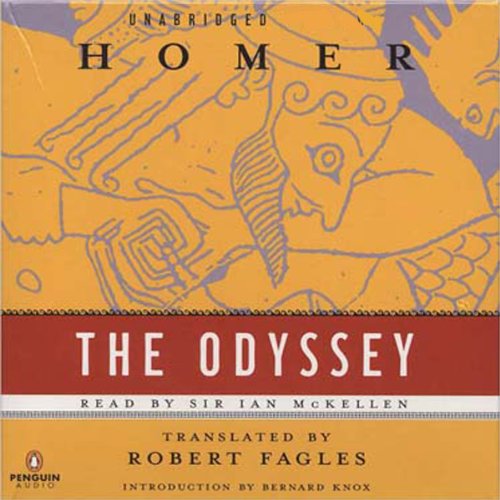 UNABRIDGED
HOMER
THE ODYSSEY
READ BY SIR IAN McKELLEN
TRANSLATED BY
ROBERT FAGLES
INTRODUCTION BY BERNARD KNOX
PENGUIN
AUDIO